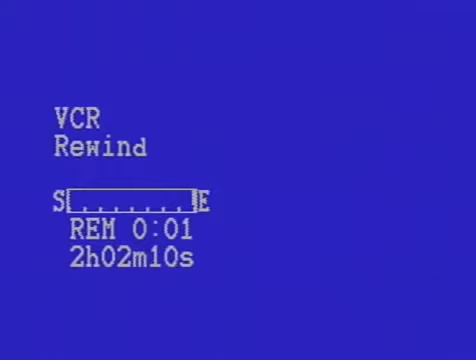 VCR
Rewind
S[.......]E
REM 0:01
2h02m10s